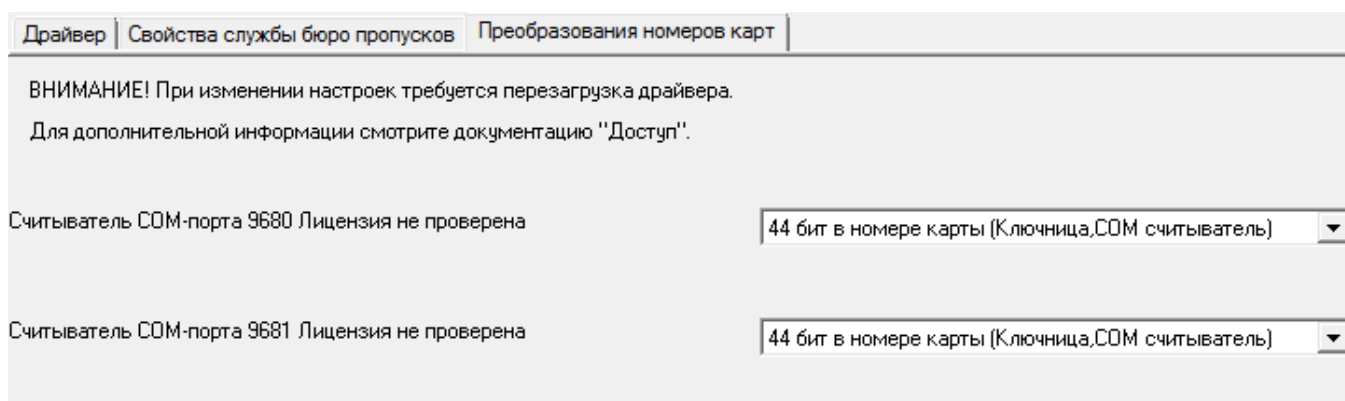 Драйвер Свойства службы бюро пропусков Преобразования номеров карт
ВНИМАНИЕ! При изменении настроек требуется перезагрузка драйвера.
Для дополнительной информации смотрите документацию "Доступ".
Считыватель COM-порта 9680 Лицензия не проверена 44 бит в номере карты (Ключница,COM считыватель)
Считыватель COM-порта 9681 Лицензия не проверена 44 бит в номере карты (Ключница,COM считыватель)